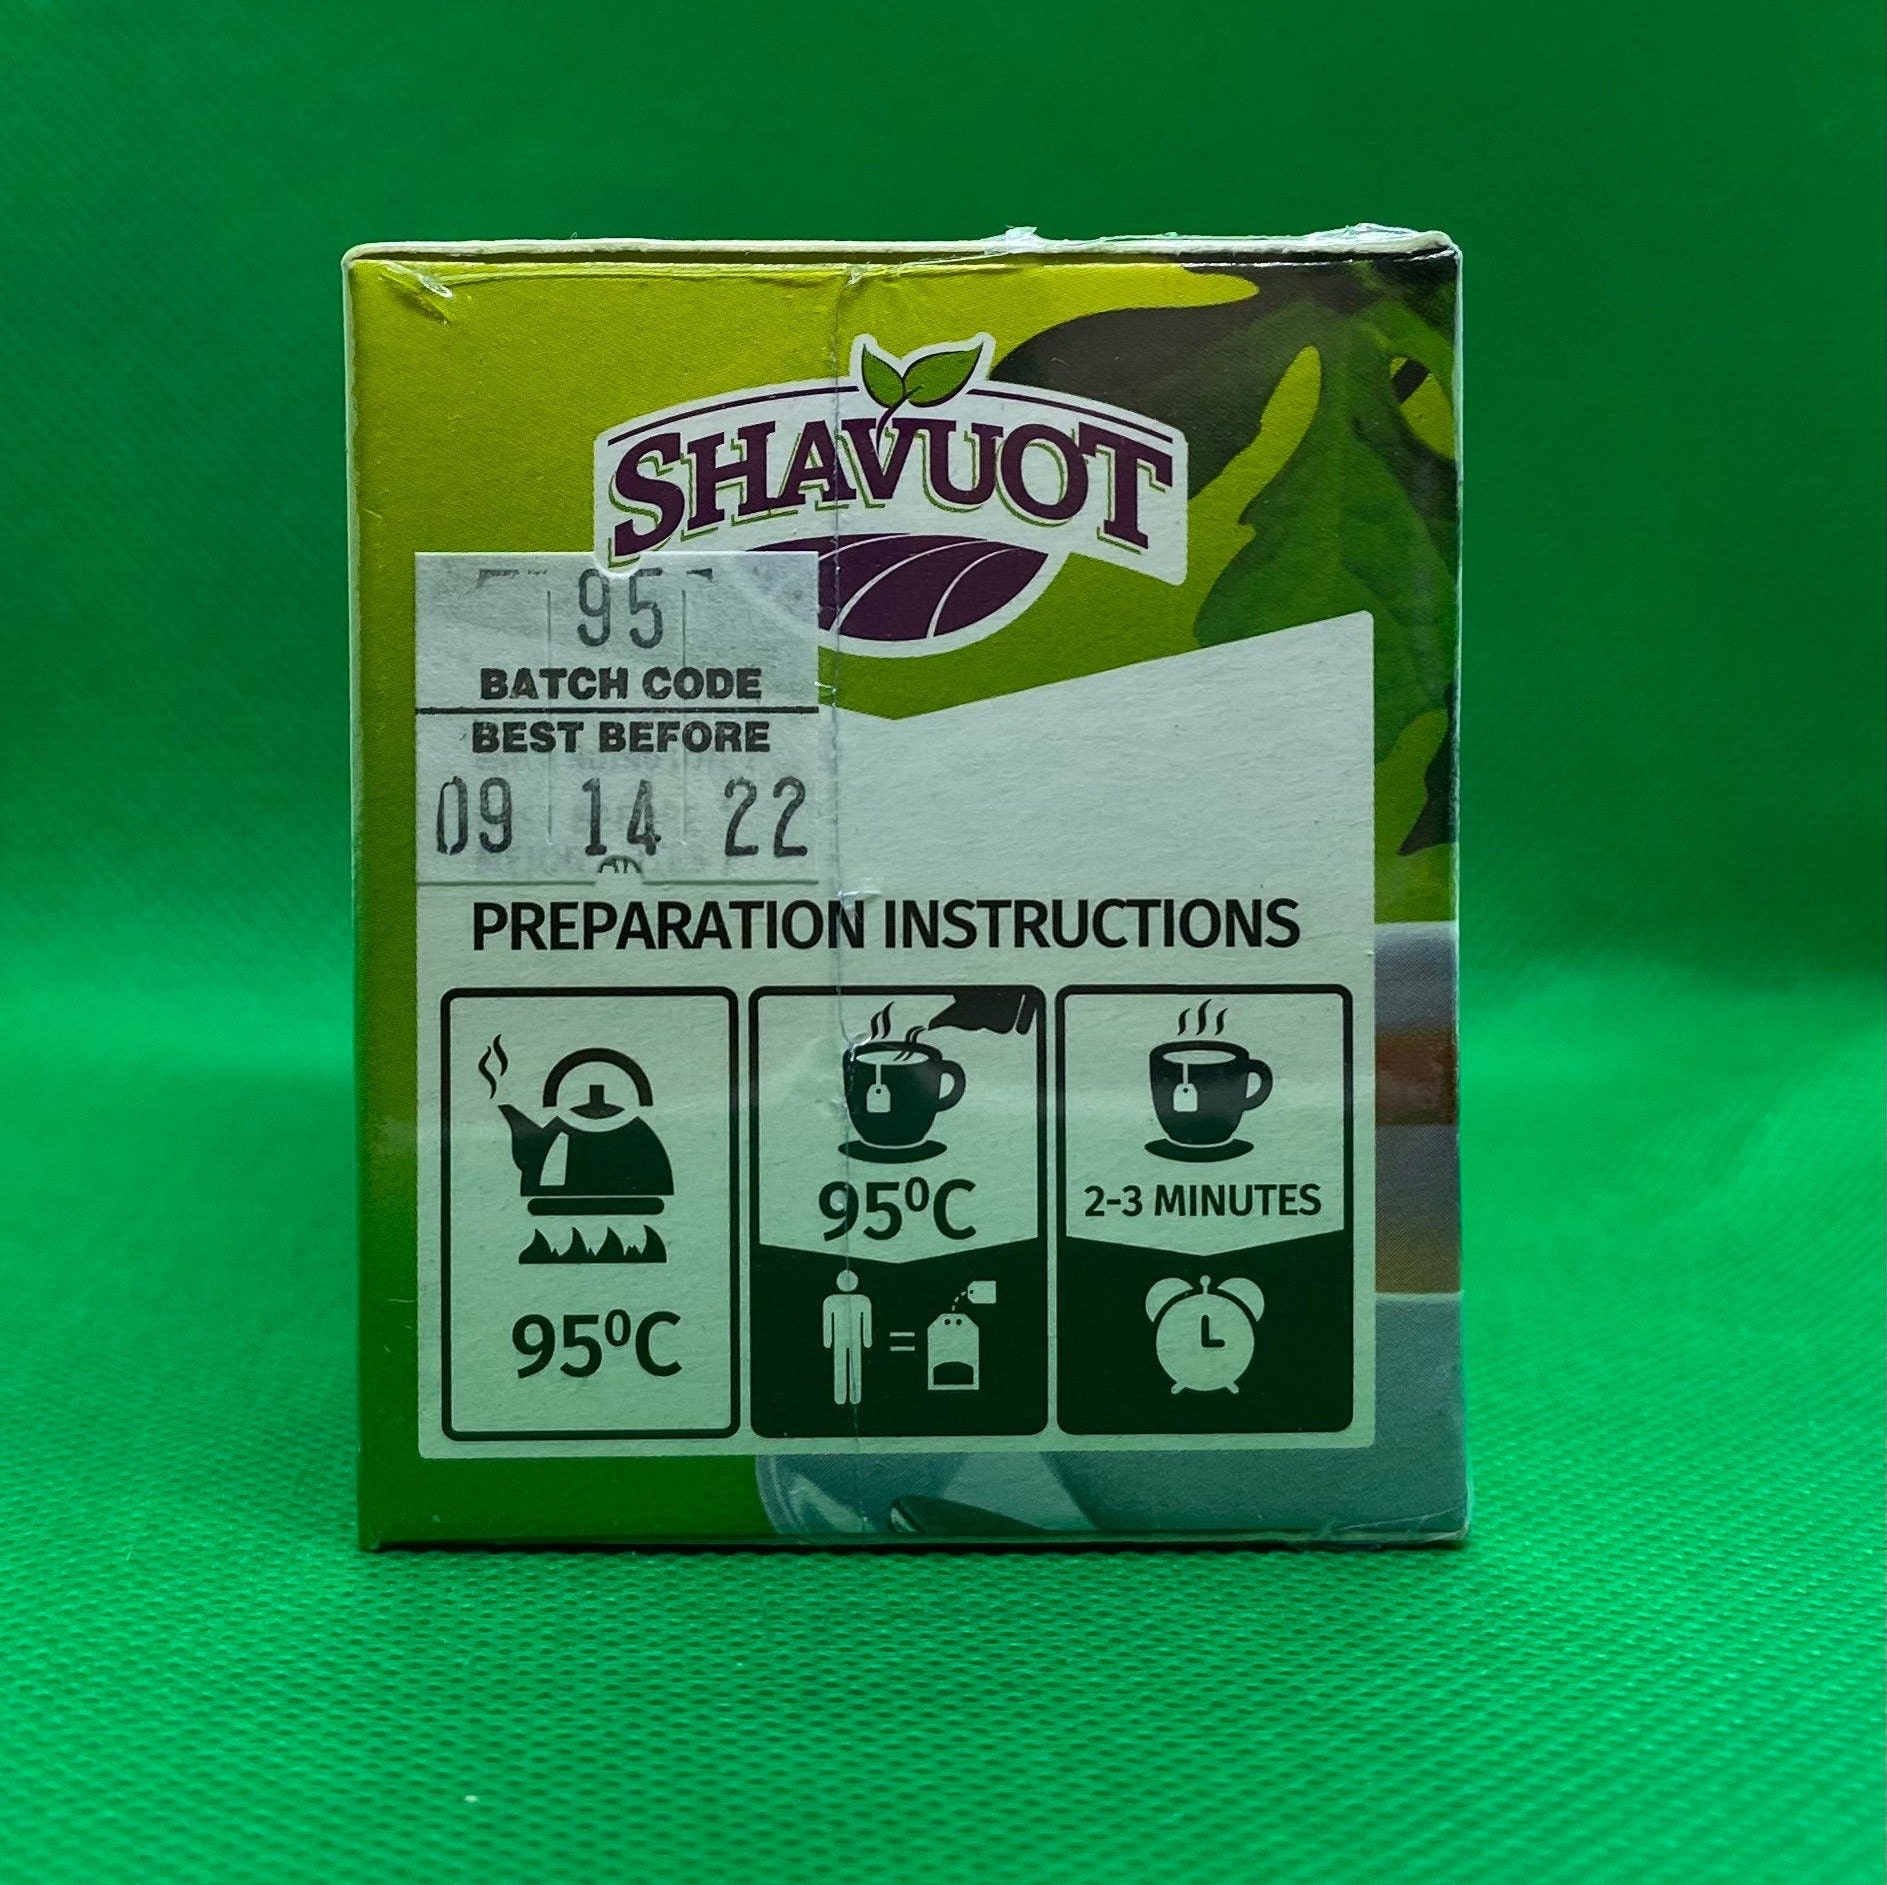 SHAVUOT
95
BATCH CODE
BEST BEFORE
09 14 22
PREPARATION INSTRUCTIONS
95⁰C
95⁰C
=
2-3 MINUTES